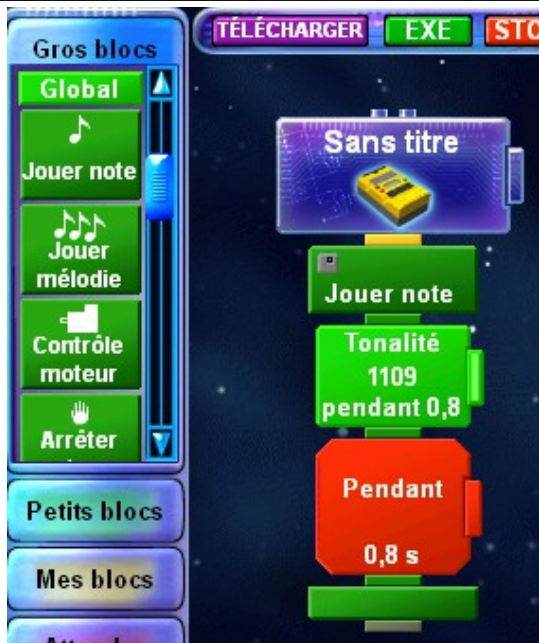 Gros blocs
Global
Jouer note
Jouer
mélodie
Contrôle
moteur
Arrêter
Petits blocs
Mes blocs
TÉLÉCHARGER
EXE
Sans titre
Jouer note
Tonalité
1109
pendant 0,8
Pendant
0,8 s